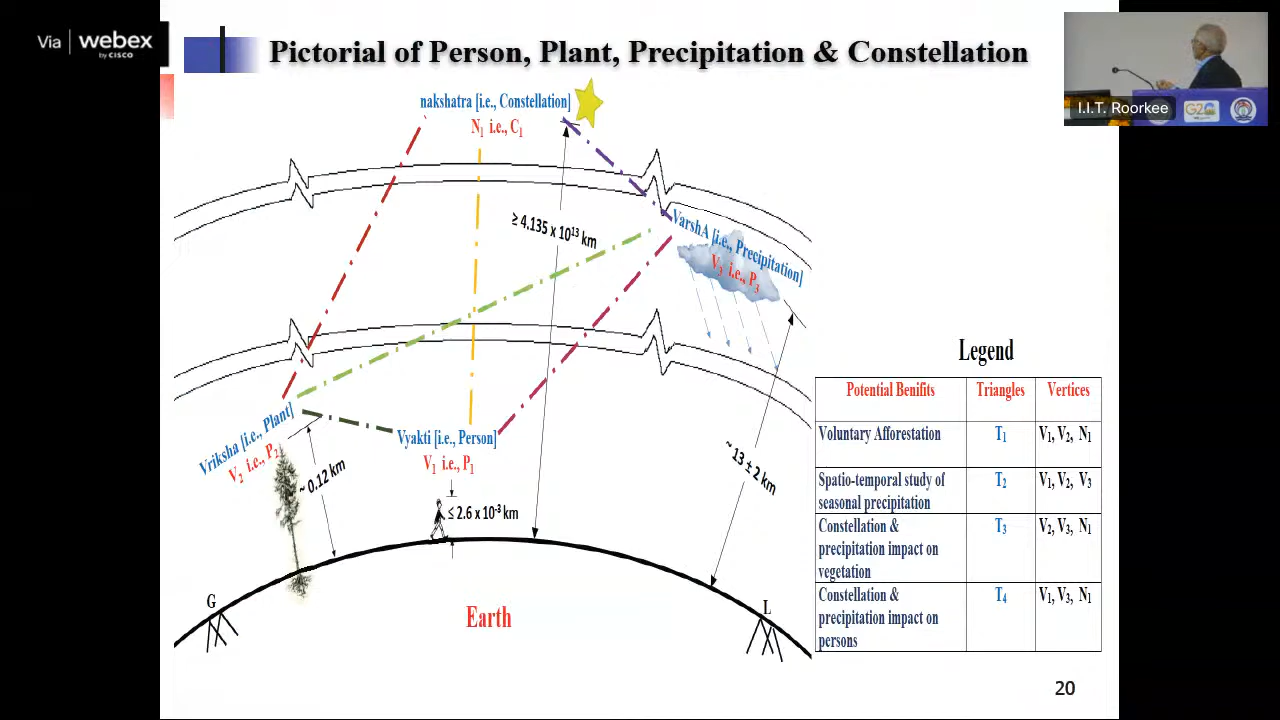 Via webex
by CISCO
Pictorial of Person, Plant, Precipitation & Constellation
I.I.T. Roorkee
G20
nakshatra [i.e., Constellation]
N1 i.e., C1
≥ 4.135 x 10¹³ km
VarshA [i.e., Precipitation]
V3 i.e., P3
Vriksha [i.e., Plant]
V2 i.e., P2
Vyakti [i.e., Person]
V1 i.e., P1
~ 0.12 km
≤ 2.6 x 10⁻³ km
~ 13 ± 2 km
G
L
Earth
Legend
Potential Benifits Triangles Vertices
Voluntary Afforestation T1 V1, V2, N1
Spatio-temporal study of
seasonal precipitation T2 V1, V2, V3
Constellation &
precipitation impact on
vegetation T3 V2, V3, N1
Constellation &
precipitation impact on
persons T4 V1, V3, N1
20